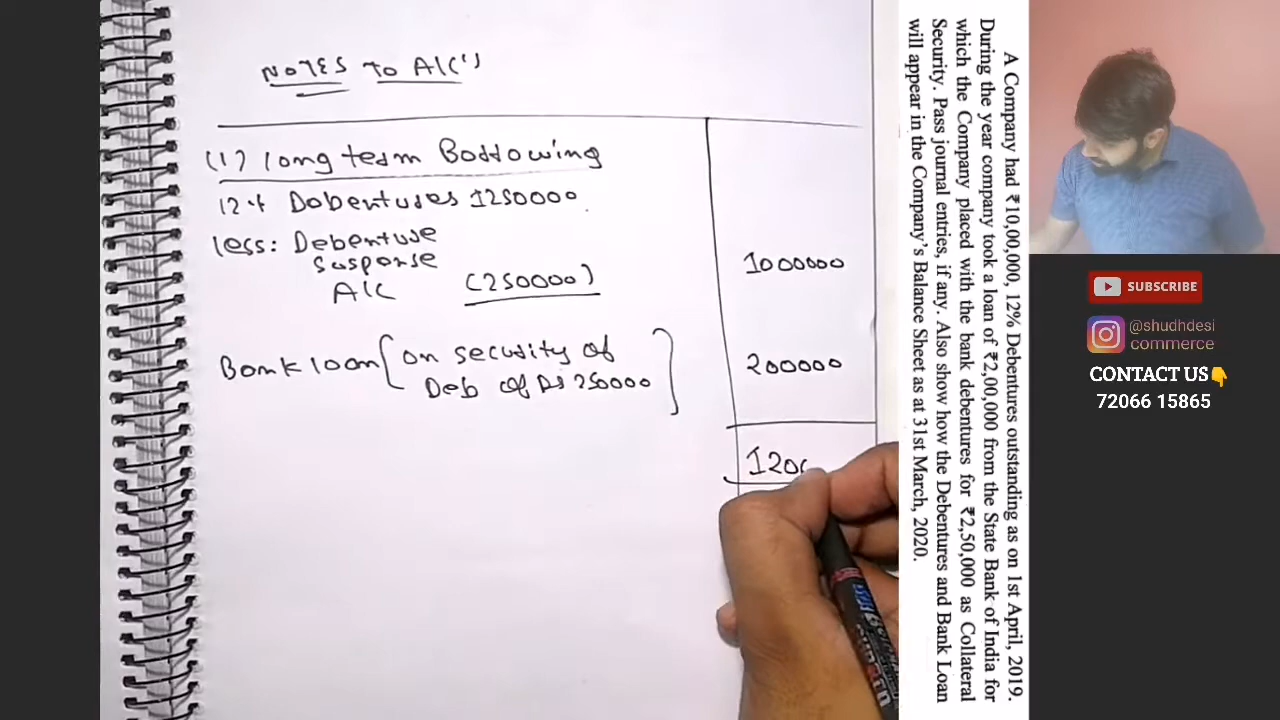 NOTES TO A/C's
(1) long term Borrowing
12% Debentures 1250000
less: Debenture
suspense
A/C (250000)
1000000
Bank loan on security of
Deb of Rs 250000
200000
120
A Company had ₹10,00,000, 12% Debentures outstanding as on 1st April, 2019.
During the year company took a loan of ₹2,00,000 from the State Bank of India for
which the Company placed with the bank debentures for ₹2,50,000 as Collateral
Security. Pass journal entries, if any. Also show how the Debentures and Bank Loan
will appear in the Company's Balance Sheet as at 31st March, 2020.
SUBSCRIBE
@shudhdesi
commerce
CONTACT US👇
72066 15865